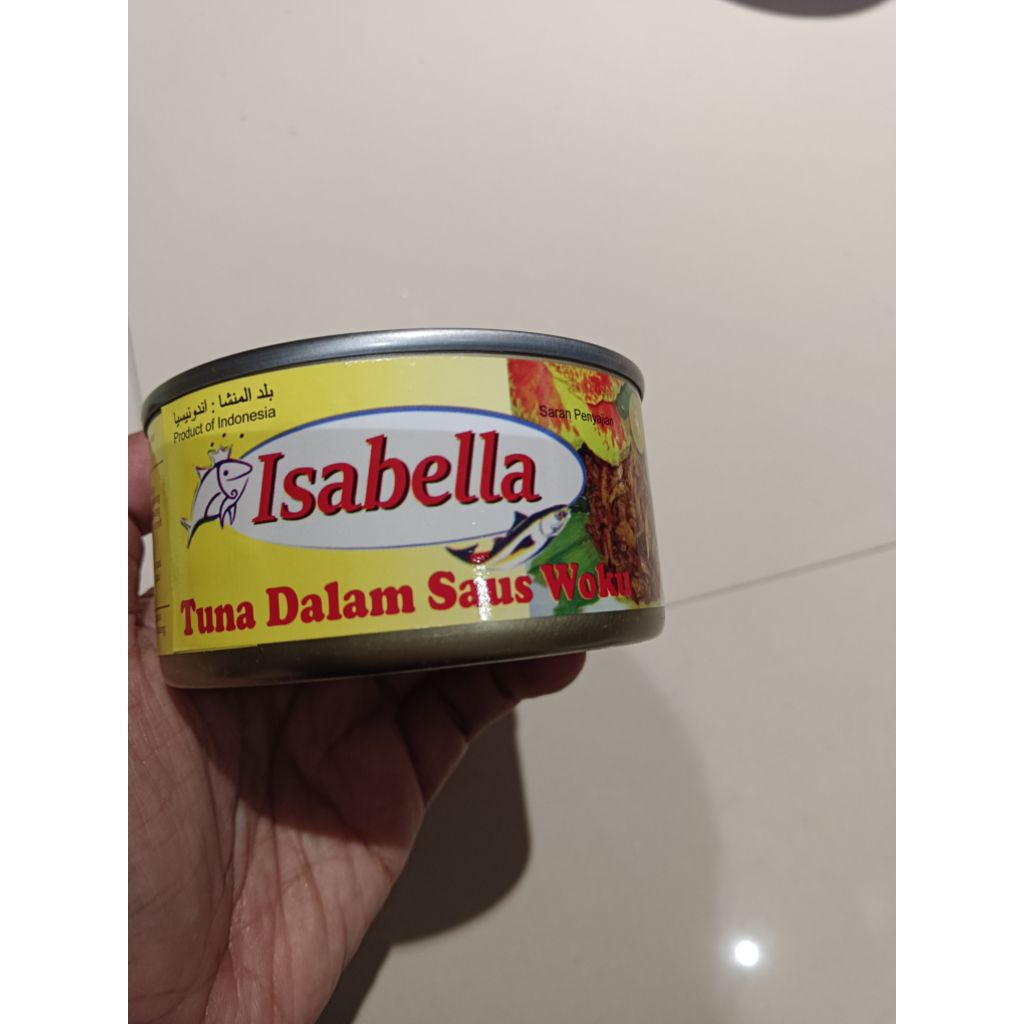 بلد المنشا : اندونيسيا
Product of Indonesia
Saran Penyajian
Isabella
Tuna Dalam Saus Woku